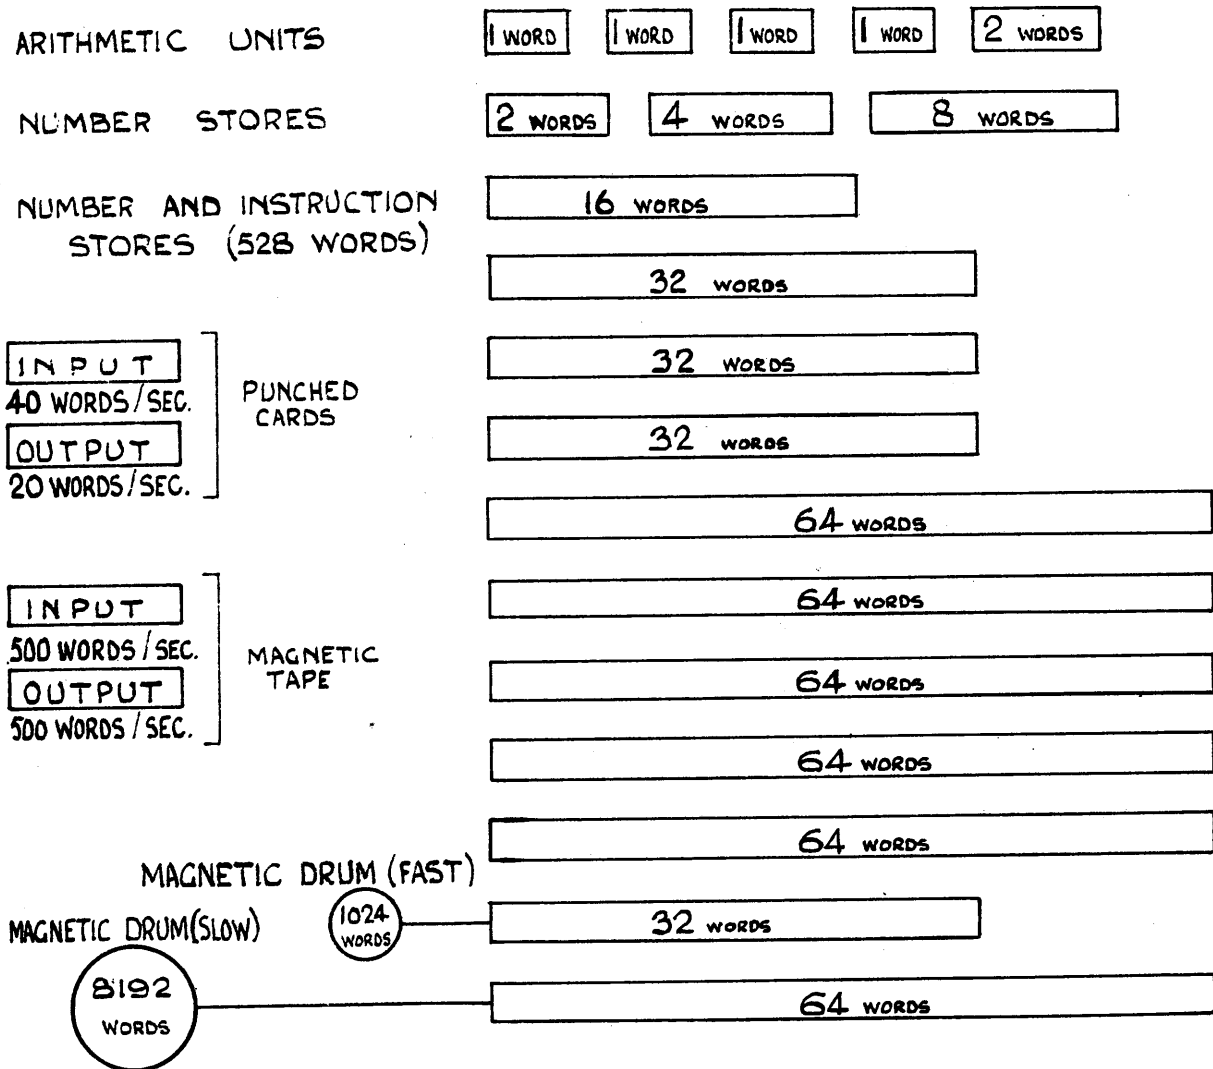 ARITHMETIC UNITS 1 WORD 1 WORD 1 WORD 1 WORD 2 WORDS
NUMBER STORES 2 WORDS 4 WORDS 8 WORDS
NUMBER AND INSTRUCTION 16 WORDS
STORES (528 WORDS)
32 WORDS
INPUT
40 WORDS/SEC.
OUTPUT
20 WORDS/SEC.
PUNCHED
CARDS
32 WORDS
32 WORDS
64 WORDS
INPUT
500 WORDS/SEC.
OUTPUT
500 WORDS/SEC.
MAGNETIC
TAPE
64 WORDS
64 WORDS
64 WORDS
64 WORDS
MAGNETIC DRUM (FAST)
1024
WORDS
32 WORDS
MAGNETIC DRUM(SLOW)
8192
WORDS
64 WORDS